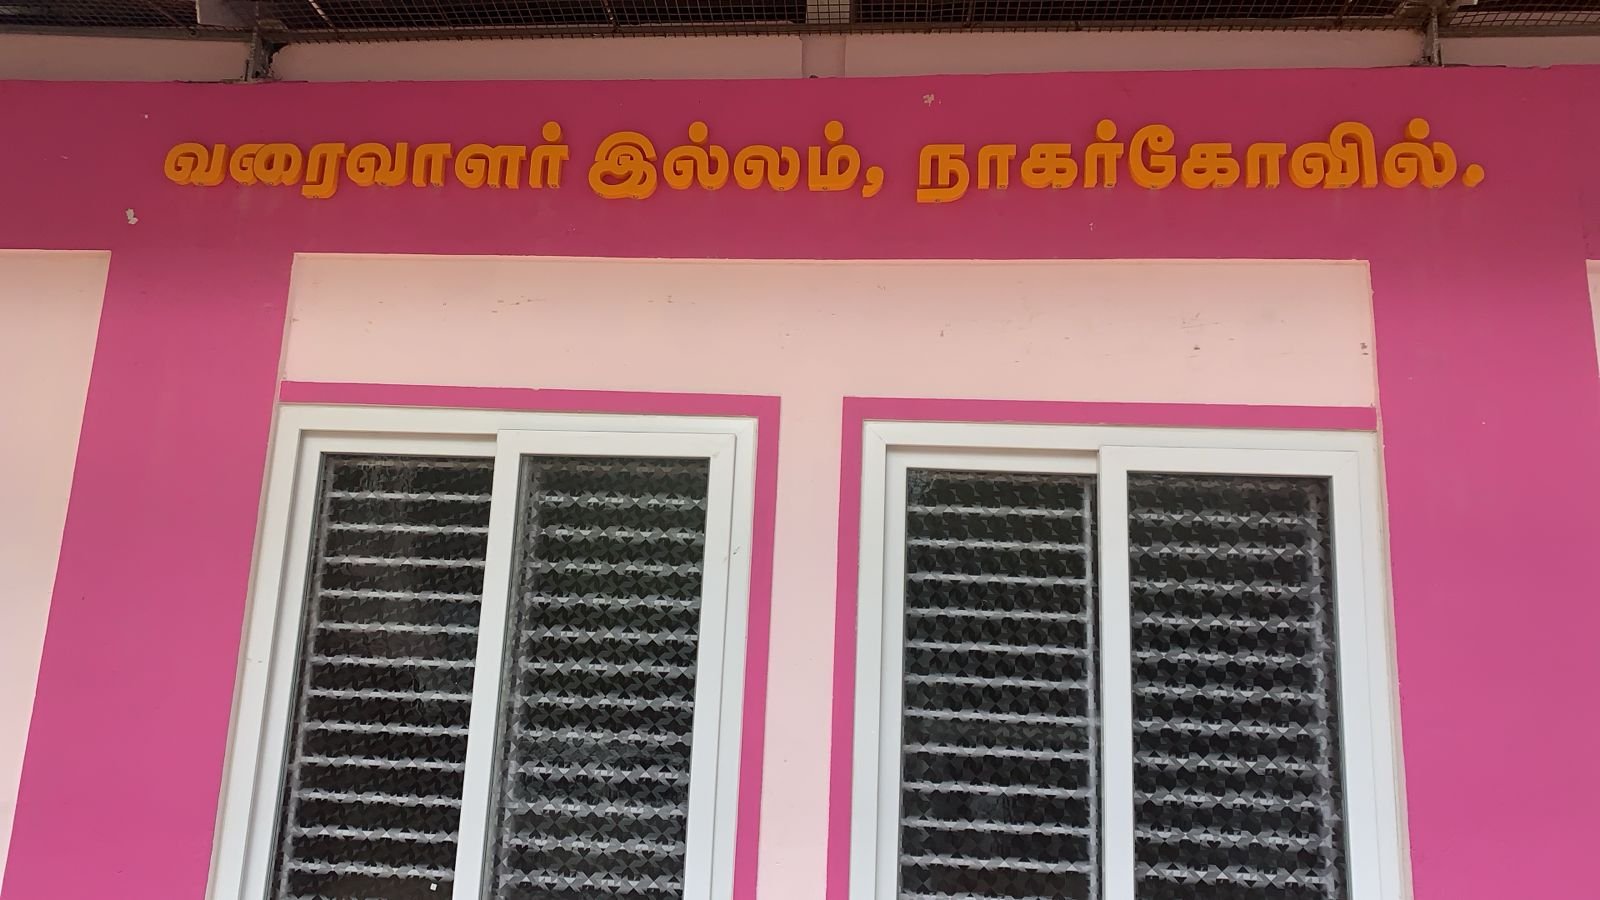 வரைவாளர் இல்லம், நாகர்கோவில்.